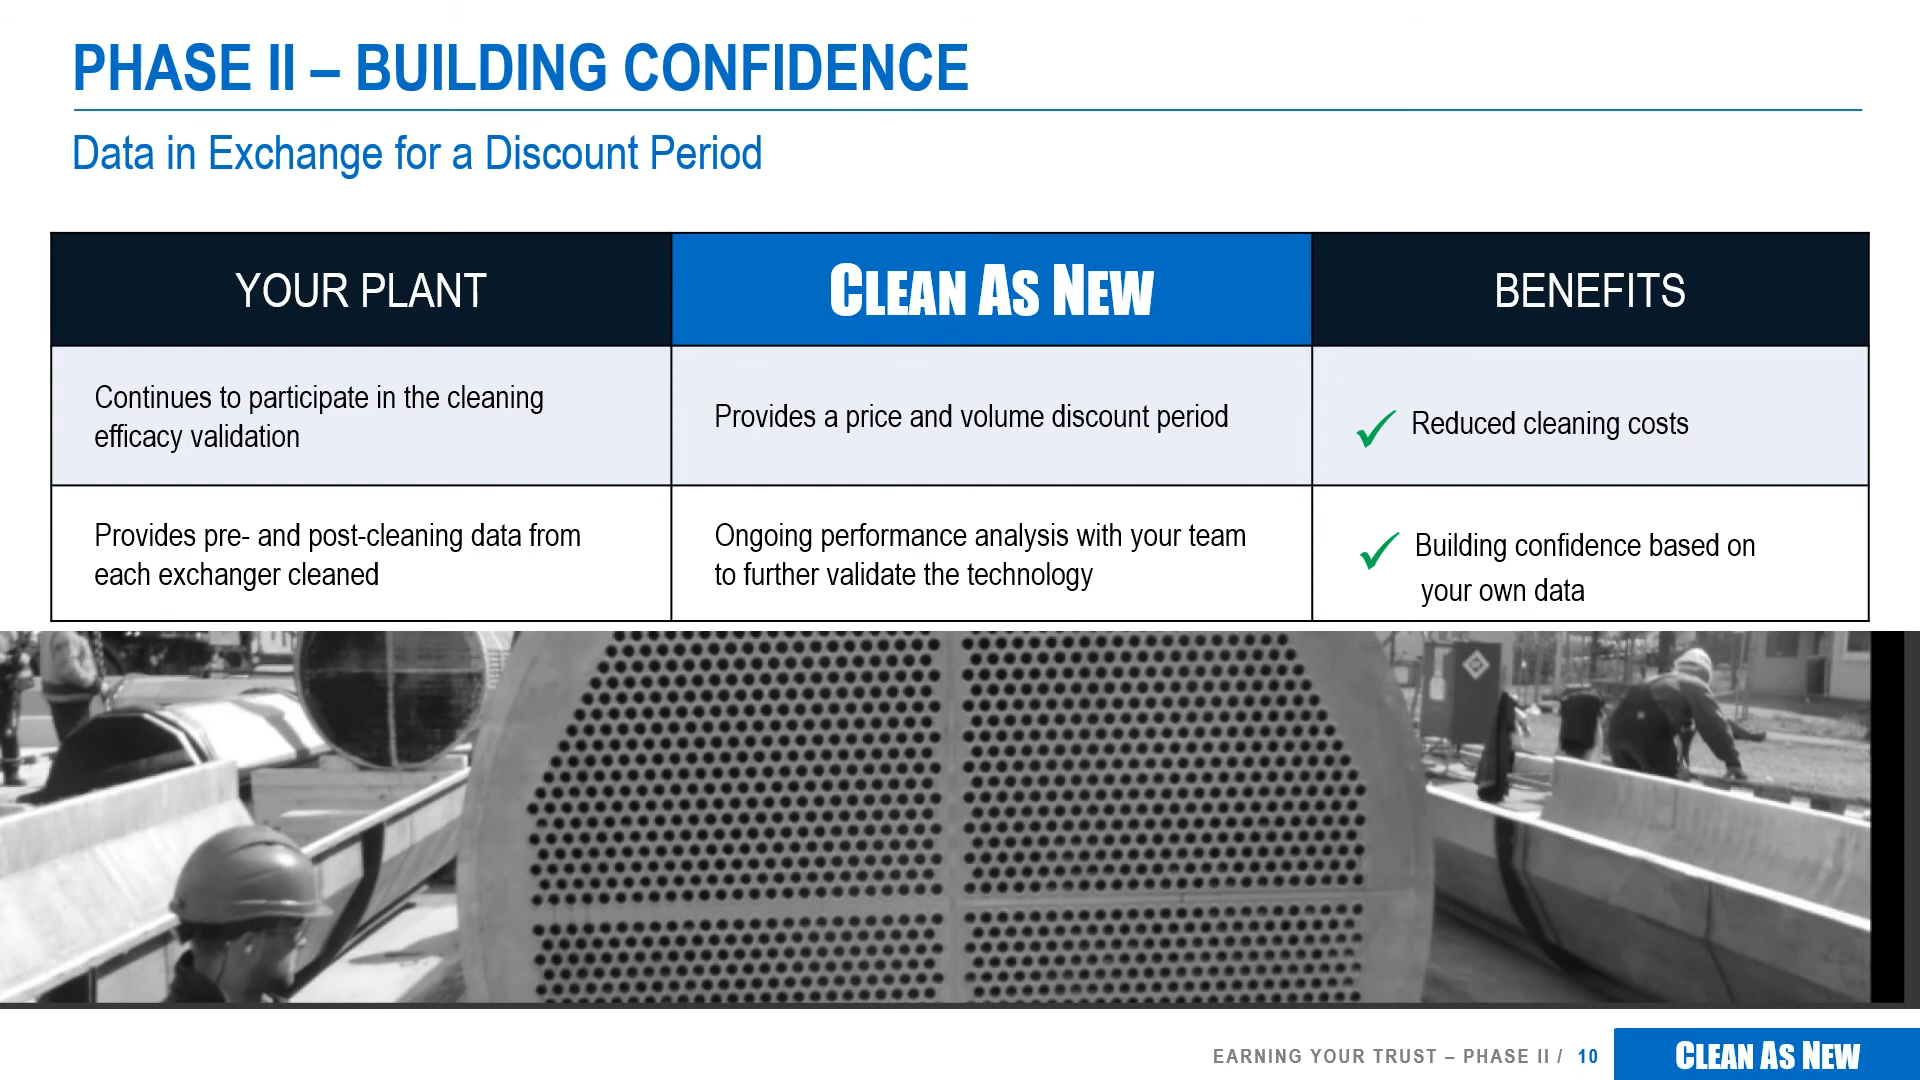 PHASE II – BUILDING CONFIDENCE
Data in Exchange for a Discount Period
YOUR PLANT
CLEAN AS NEW
BENEFITS
Continues to participate in the cleaning
efficacy validation
Provides a price and volume discount period
Reduced cleaning costs
Provides pre- and post-cleaning data from
each exchanger cleaned
Ongoing performance analysis with your team
to further validate the technology
Building confidence based on
your own data
EARNING YOUR TRUST – PHASE II / 10
CLEAN AS NEW